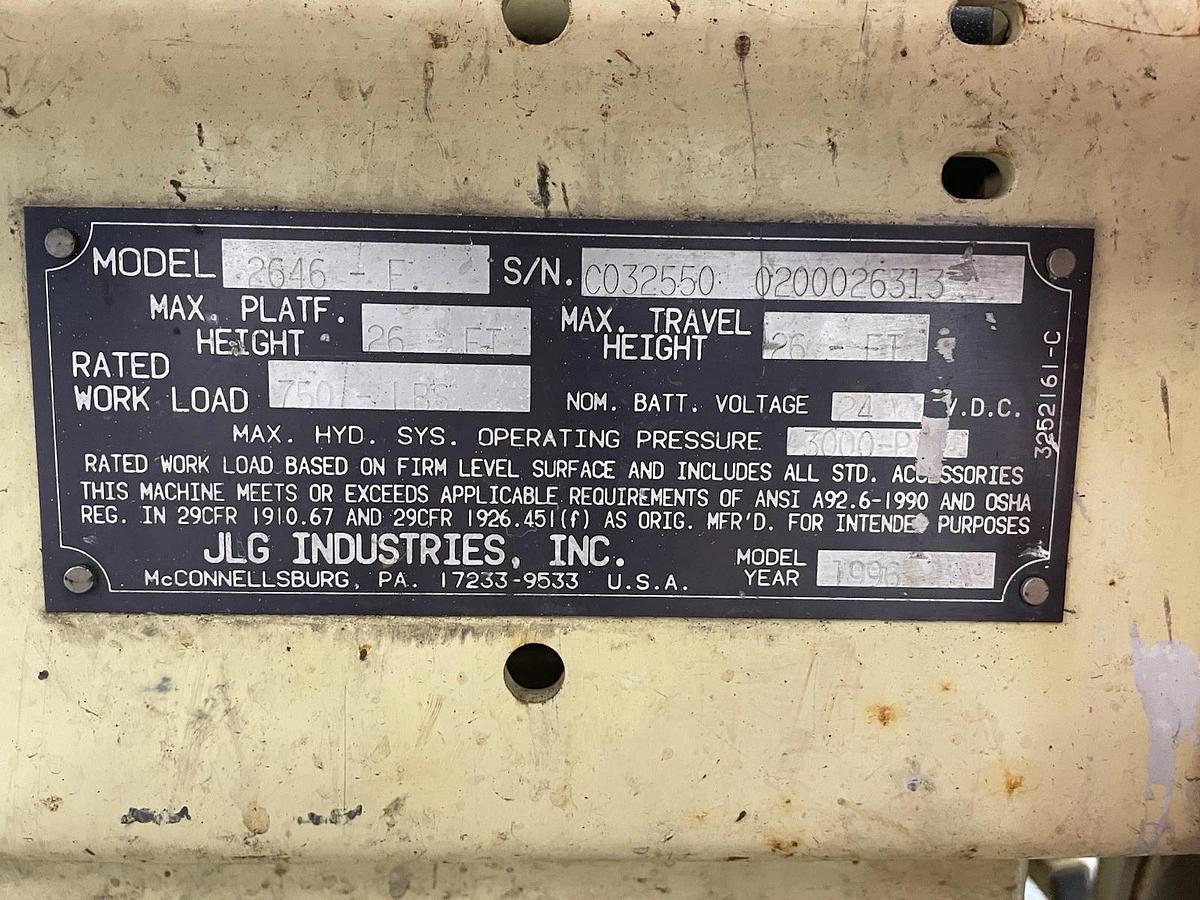 MODEL 2646 - E S/N. C032550 0200026313
MAX. PLATF. HEIGHT 26 - FT MAX. TRAVEL HEIGHT 26 - FT
RATED WORK LOAD 750 - LBS NOM. BATT. VOLTAGE 24 V.D.C.
MAX. HYD. SYS. OPERATING PRESSURE 3000-
RATED WORK LOAD BASED ON FIRM LEVEL SURFACE AND INCLUDES ALL STD. ACCESSORIES
THIS MACHINE MEETS OR EXCEEDS APPLICABLE REQUIREMENTS OF ANSI A92.6-1990 AND OSHA
REG. IN 29CFR 1910.67 AND 29CFR 1926.451(f) AS ORIG. MFR'D. FOR INTENDED PURPOSES
JLG INDUSTRIES, INC.
McCONNELLSBURG, PA. 17233-9533 U.S.A.
MODEL YEAR 1996
3252161-C